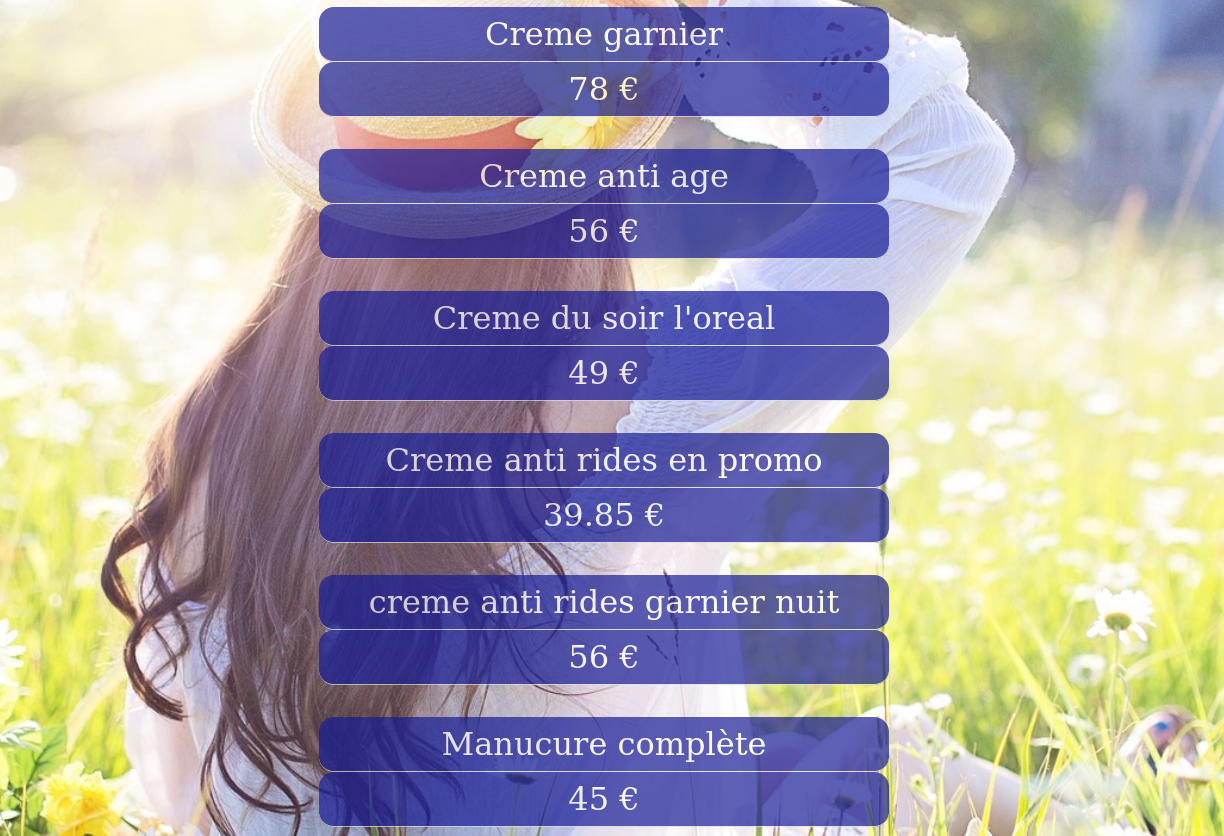 Creme garnier
78 €
Creme anti age
56 €
Creme du soir l'oreal
49 €
Creme anti rides en promo
39.85 €
creme anti rides garnier nuit
56 €
Manucure complète
45 €